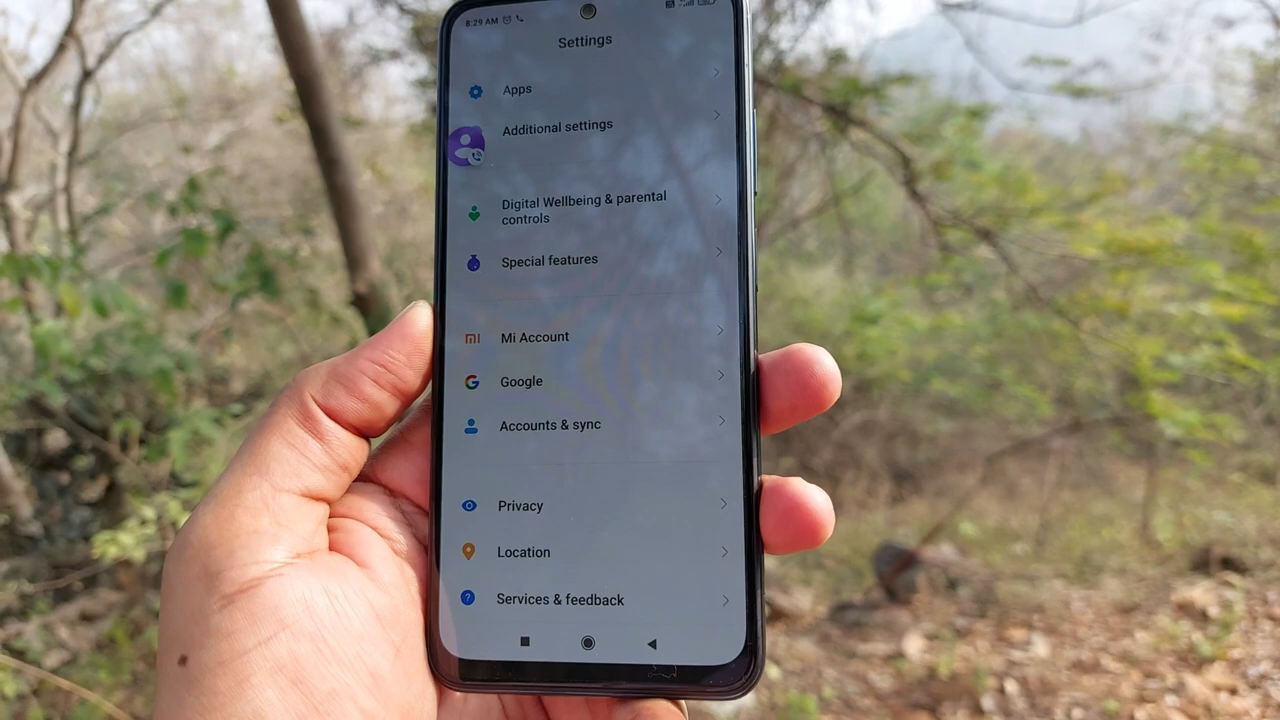 8:29 AM
Settings
Apps
Additional settings
Digital Wellbeing & parental
controls
Special features
mi Mi Account
G Google
Accounts & sync
Privacy
Location
? Services & feedback